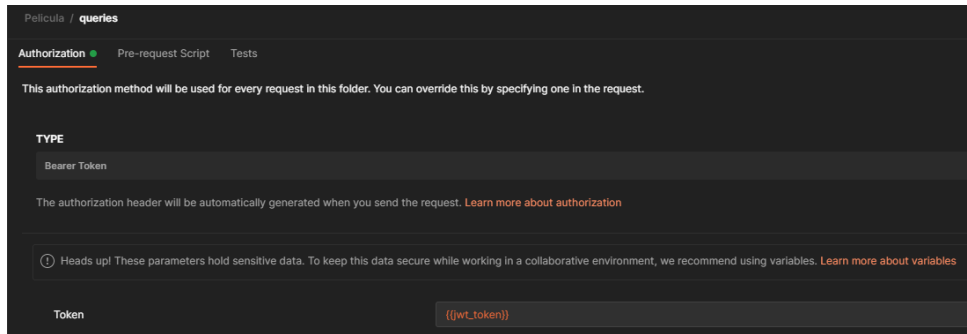 Pelicula / queries
Authorization Pre-request Script Tests
This authorization method will be used for every request in this folder. You can override this by specifying one in the request.
TYPE
Bearer Token
The authorization header will be automatically generated when you send the request. Learn more about authorization
Heads up! These parameters hold sensitive data. To keep this data secure while working in a collaborative environment, we recommend using variables. Learn more about variables
Token {{jwt_token}}